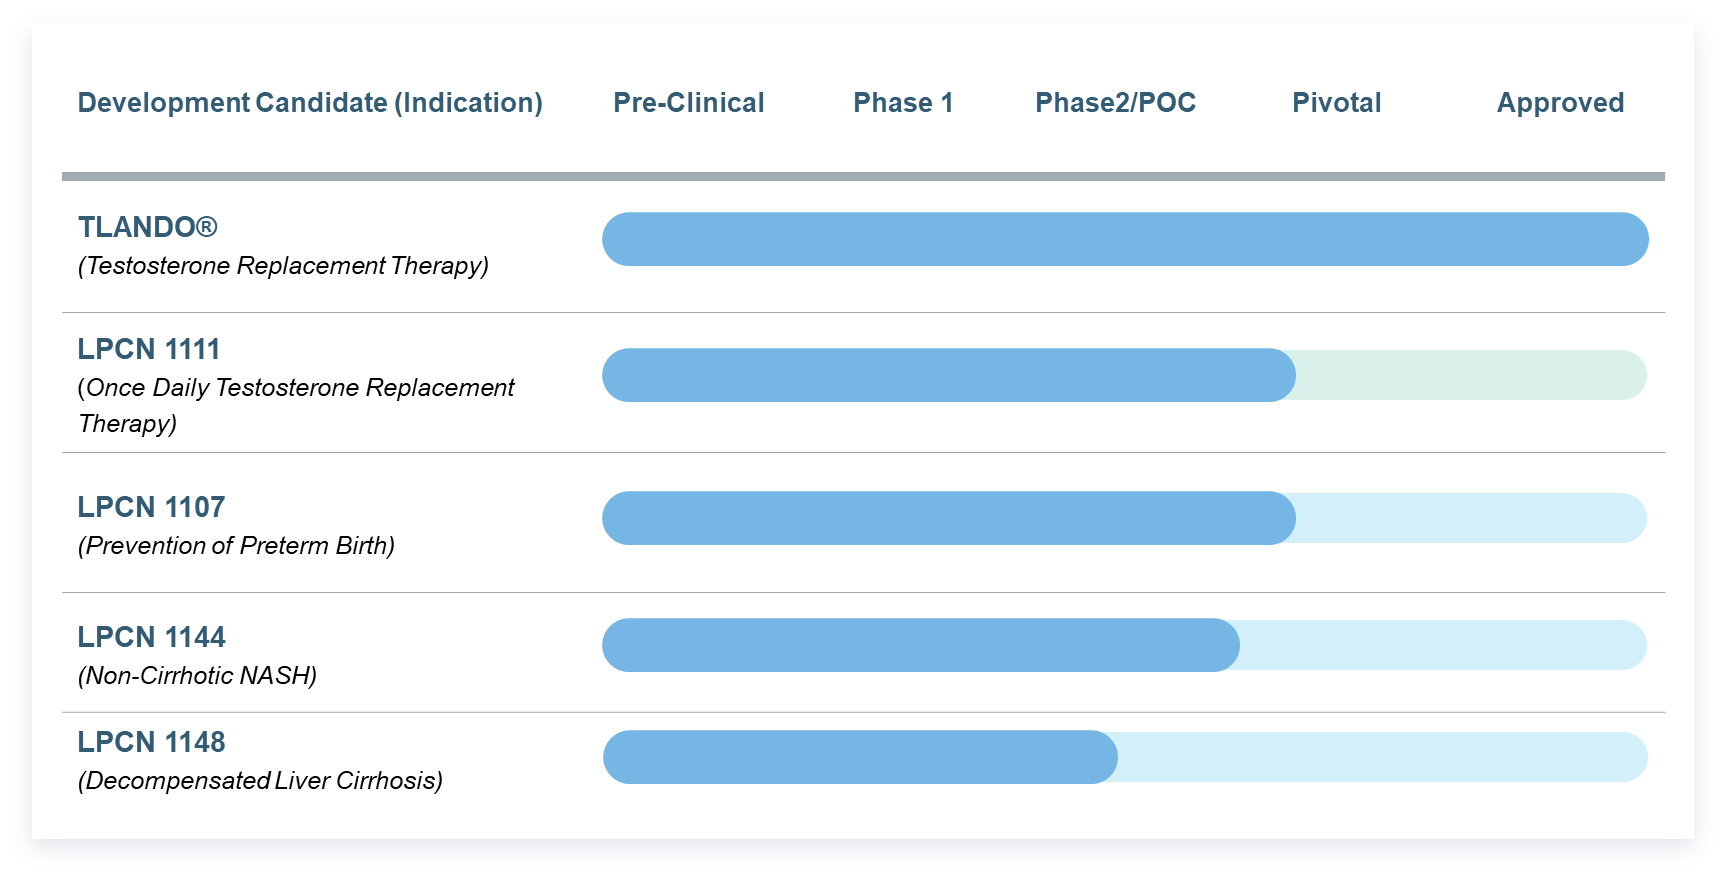 Development Candidate (Indication) Pre-Clinical Phase 1 Phase2/POC Pivotal Approved
TLANDO®
(Testosterone Replacement Therapy)
LPCN 1111
(Once Daily Testosterone Replacement
Therapy)
LPCN 1107
(Prevention of Preterm Birth)
LPCN 1144
(Non-Cirrhotic NASH)
LPCN 1148
(Decompensated Liver Cirrhosis)